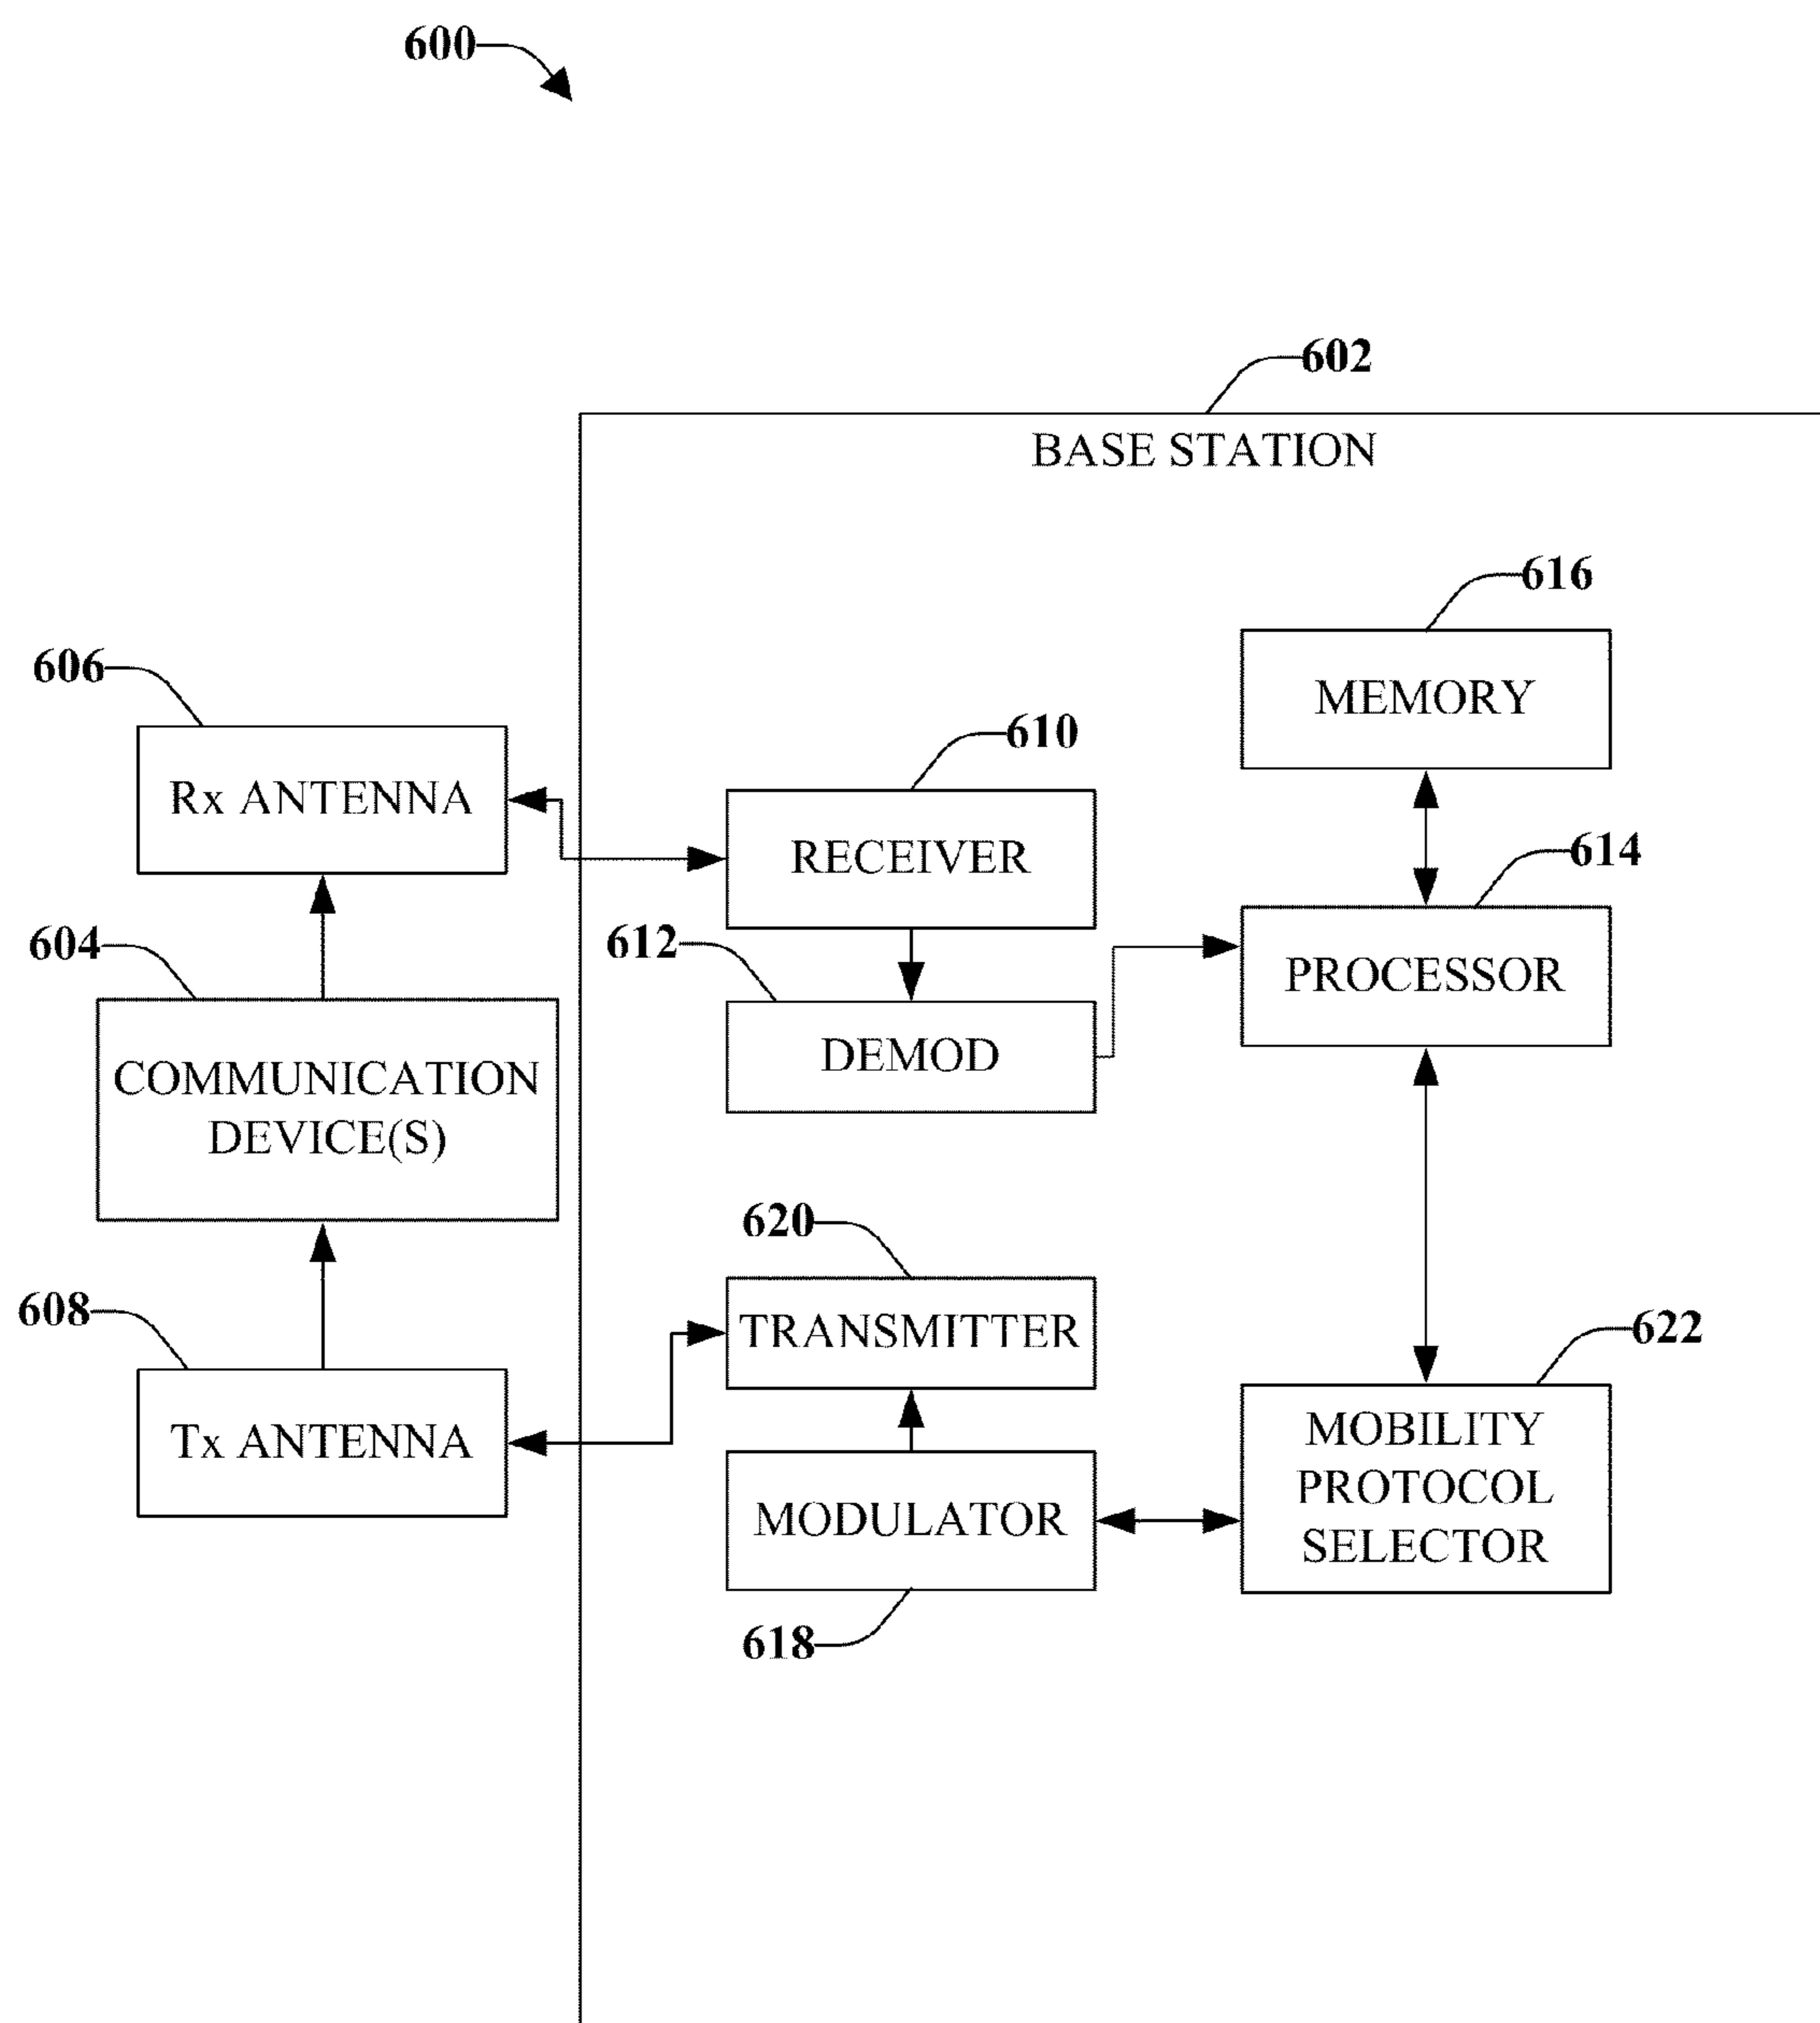 600
602
BASE STATION
616
MEMORY
606
Rx ANTENNA
610
RECEIVER
614
PROCESSOR
604
COMMUNICATION
DEVICE(S)
612
DEMOD
620
TRANSMITTER
608
Tx ANTENNA
622
MOBILITY
PROTOCOL
SELECTOR
MODULATOR
618